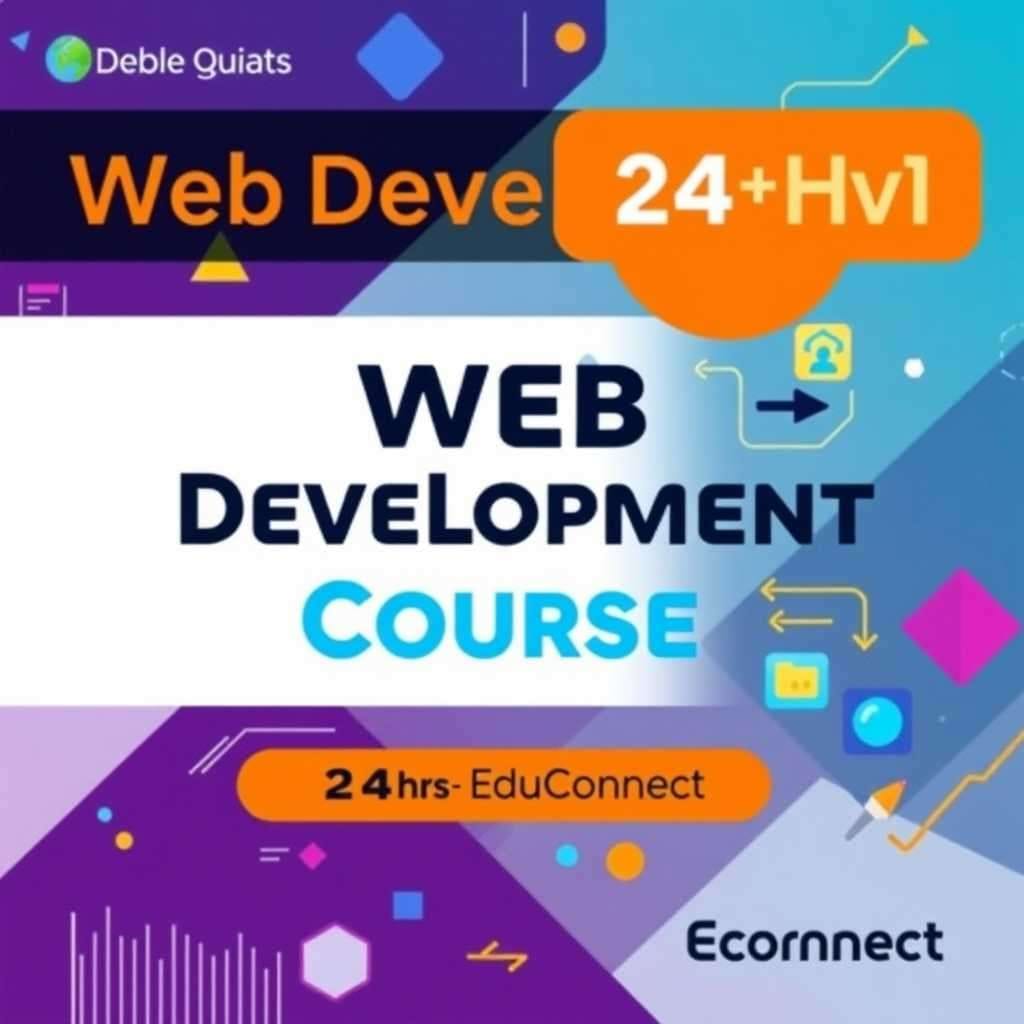 Deble Quiats
Web Deve 24+Hv1
WEB
DEVELOPMENT
COURSE
24hrs- EduConnect
Ecornnect